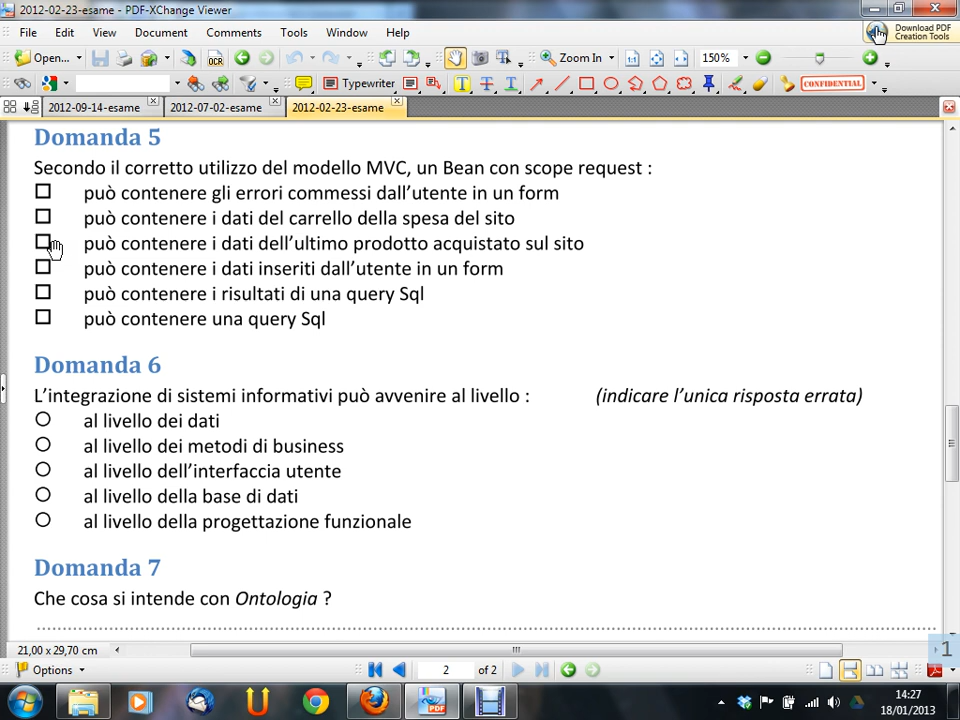 2012-02-23-esame - PDF-XChange Viewer
File Edit View Document Comments Tools Window Help
Download PDF Creation Tools
Open... OCR Zoom In 150%
Typewriter CONFIDENTIAL
2012-09-14-esame 2012-07-02-esame 2012-02-23-esame
Domanda 5
Secondo il corretto utilizzo del modello MVC, un Bean con scope request :
può contenere gli errori commessi dall’utente in un form
può contenere i dati del carrello della spesa del sito
può contenere i dati dell’ultimo prodotto acquistato sul sito
può contenere i dati inseriti dall’utente in un form
può contenere i risultati di una query Sql
può contenere una query Sql
Domanda 6
L’integrazione di sistemi informativi può avvenire al livello : (indicare l’unica risposta errata)
al livello dei dati
al livello dei metodi di business
al livello dell’interfaccia utente
al livello della base di dati
al livello della progettazione funzionale
Domanda 7
Che cosa si intende con Ontologia ?
21,00 x 29,70 cm
1
Options 2 of 2
PDF
14:27
18/01/2013